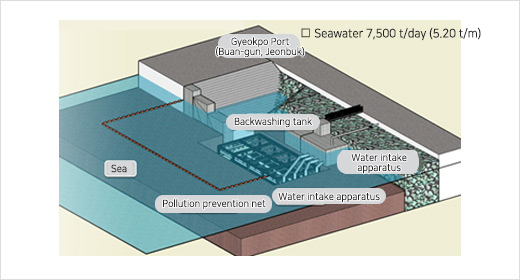 □ Seawater 7,500 t/day (5.20 t/m)
Gyeokpo Port
(Buan-gun, Jeonbuk)
Backwashing tank
Water intake
apparatus
Sea
Water intake apparatus
Pollution prevention net